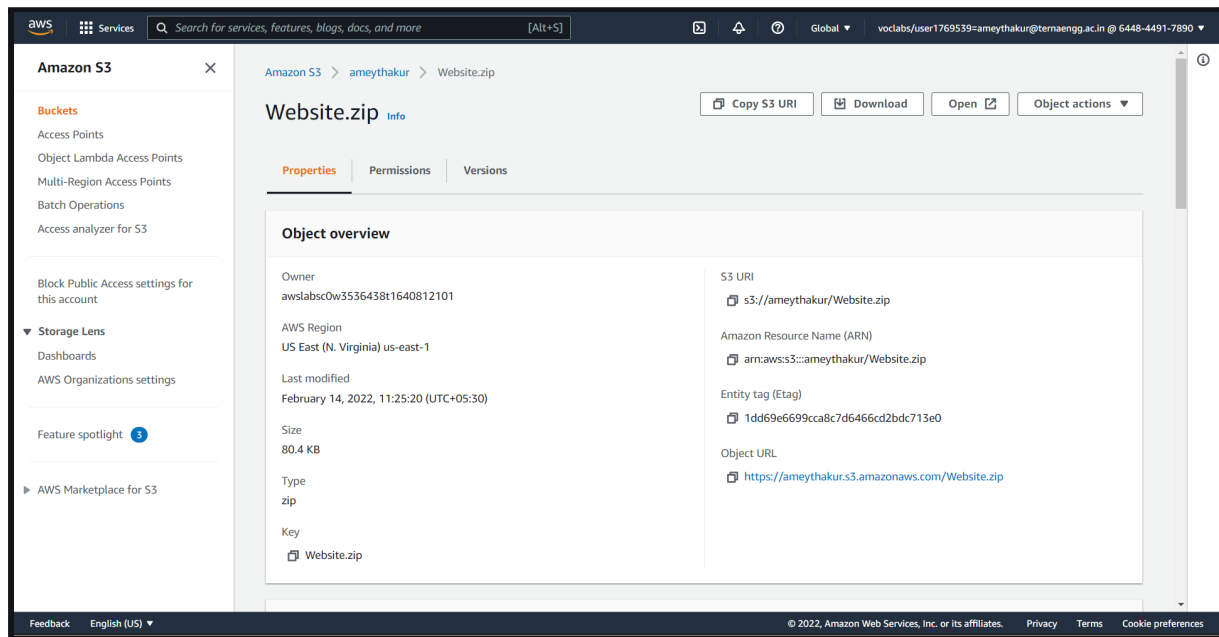 aws
Services
Search for services, features, blogs, docs, and more
[Alt+S]
Global
voclabs/user1769539=ameythakur@ternaengg.ac.in @ 6448-4491-7890
Amazon S3
Buckets
Access Points
Object Lambda Access Points
Multi-Region Access Points
Batch Operations
Access analyzer for S3
Block Public Access settings for
this account
Storage Lens
Dashboards
AWS Organizations settings
Feature spotlight 3
AWS Marketplace for S3
Amazon S3 > ameythakur > Website.zip
Website.zip Info
Copy S3 URI
Download
Open
Object actions
Properties
Permissions
Versions
Object overview
Owner
awslabsc0w3536438t1640812101
AWS Region
US East (N. Virginia) us-east-1
Last modified
February 14, 2022, 11:25:20 (UTC+05:30)
Size
80.4 KB
Type
zip
Key
Website.zip
S3 URI
s3://ameythakur/Website.zip
Amazon Resource Name (ARN)
arn:aws:s3:::ameythakur/Website.zip
Entity tag (Etag)
1dd69e6699cca8c7d6466cd2bdc713e0
Object URL
https://ameythakur.s3.amazonaws.com/Website.zip
Feedback
English (US)
© 2022, Amazon Web Services, Inc. or its affiliates.
Privacy
Terms
Cookie preferences